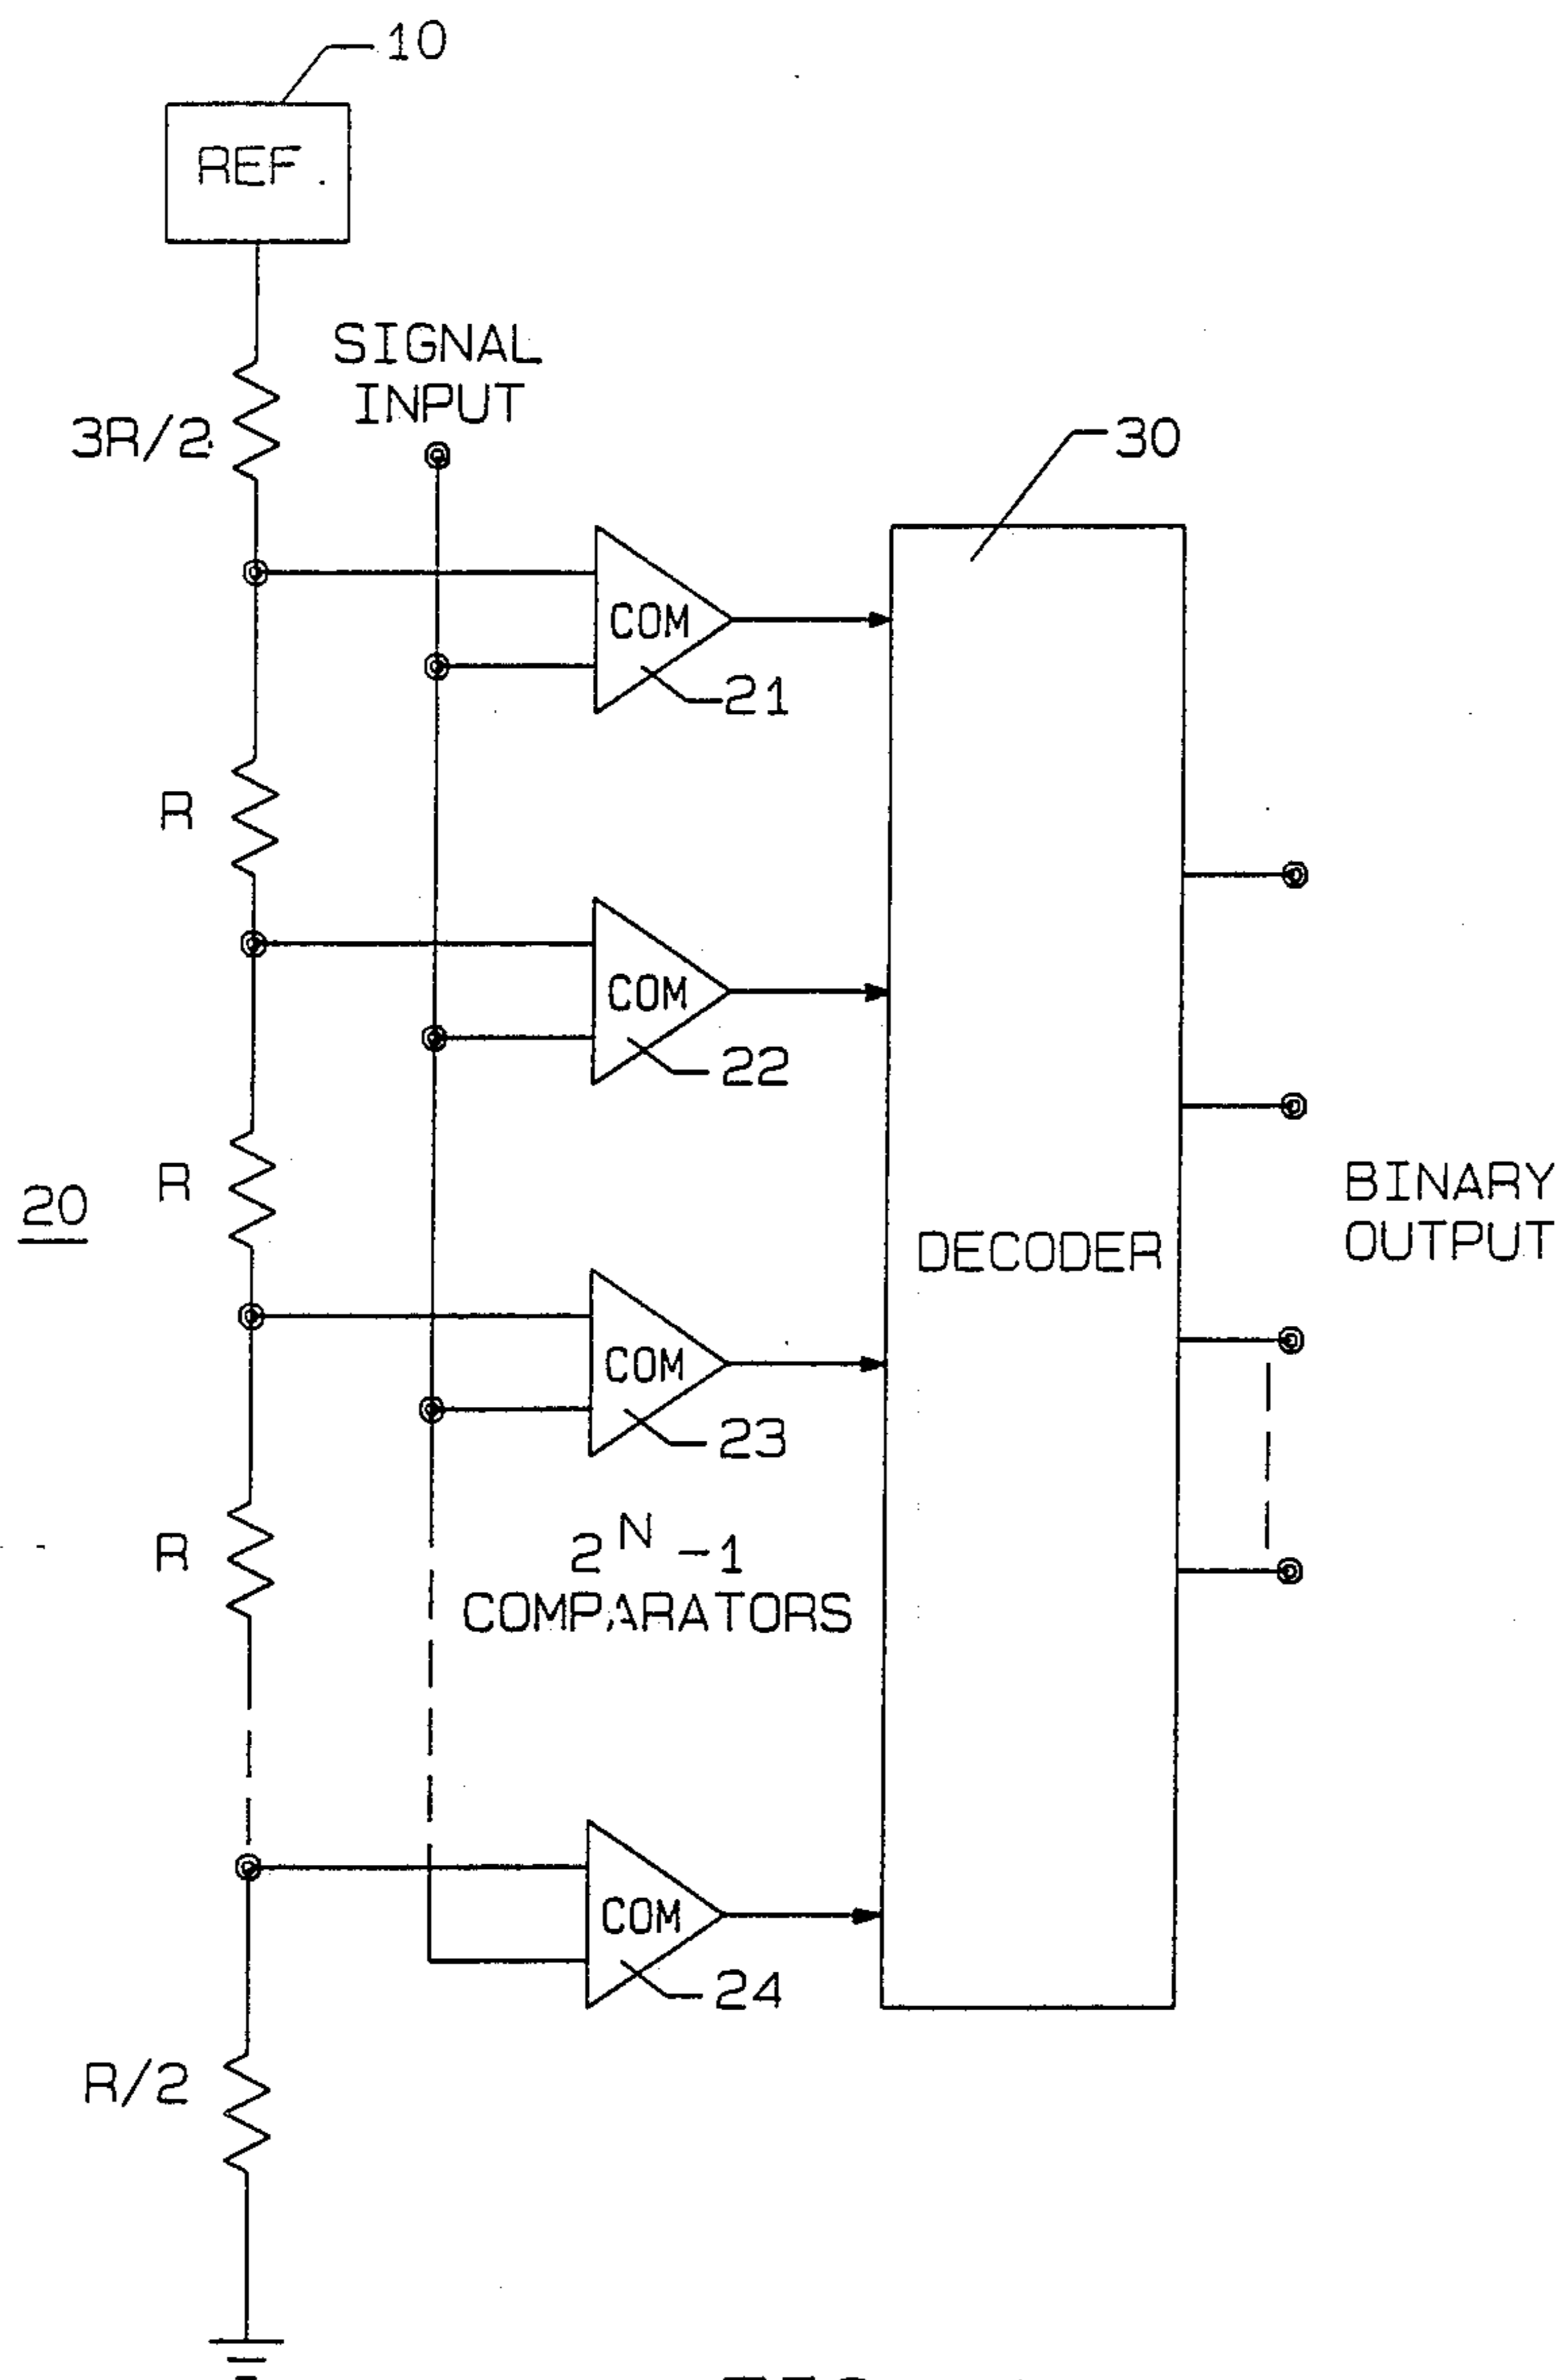 10
REF.
SIGNAL
INPUT
3R/2
30
COM
21
R
COM
22
20
R
BINARY
OUTPUT
DECODER
COM
23
R
2^N -1
COMPARATORS
COM
24
R/2